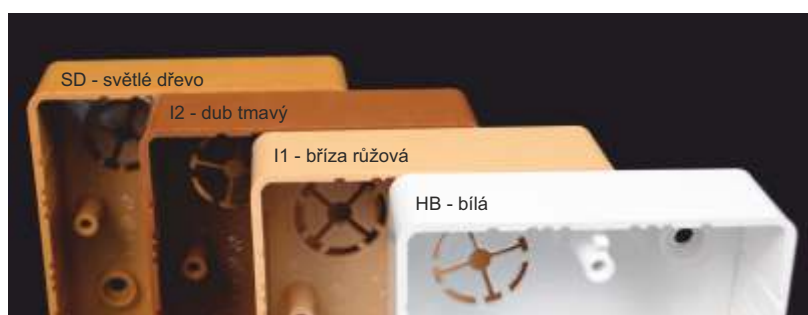 SD - světlé dřevo
I2 - dub tmavý
I1 - bříza růžová
HB - bílá